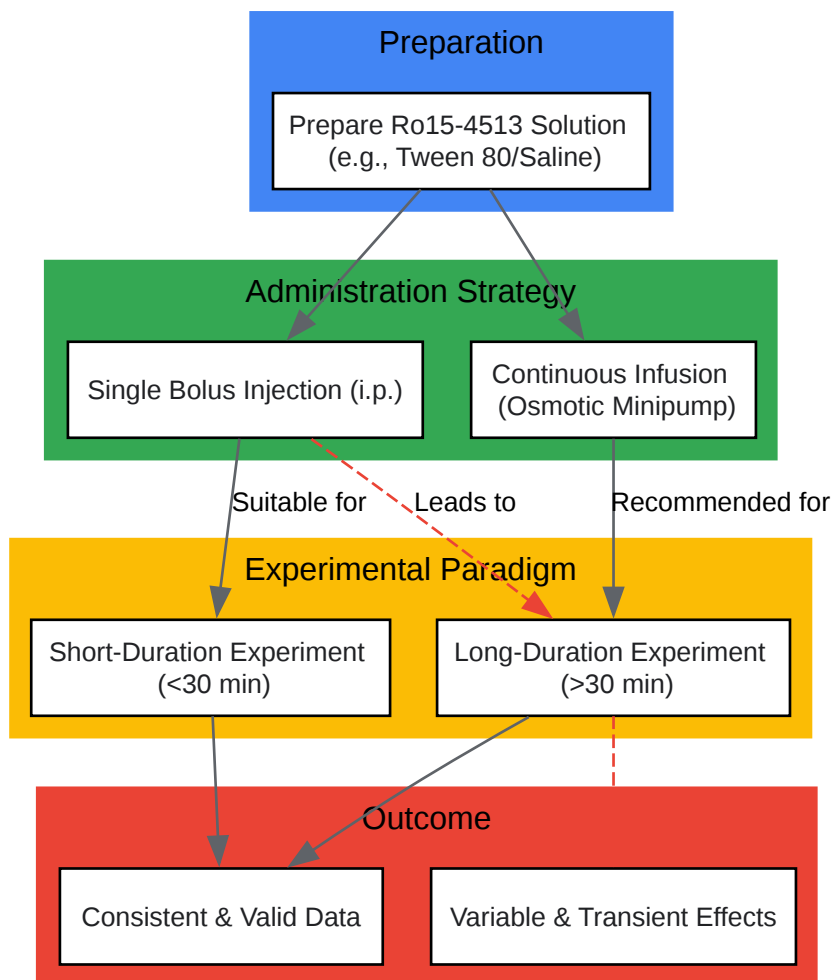 Preparation
Prepare Ro15-4513 Solution
(e.g., Tween 80/Saline)
Administration Strategy
Single Bolus Injection (i.p.)
Continuous Infusion
(Osmotic Minipump)
Suitable for
Leads to
Recommended for
Experimental Paradigm
Short-Duration Experiment
(<30 min)
Long-Duration Experiment
(>30 min)
Outcome
Consistent & Valid Data
Variable & Transient Effects